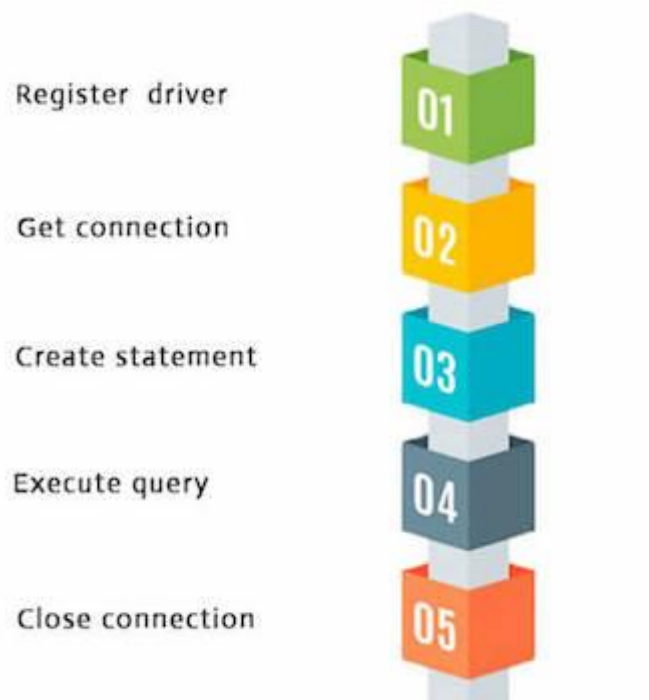 Register driver
01
Get connection
02
Create statement
03
Execute query
04
Close connection
05